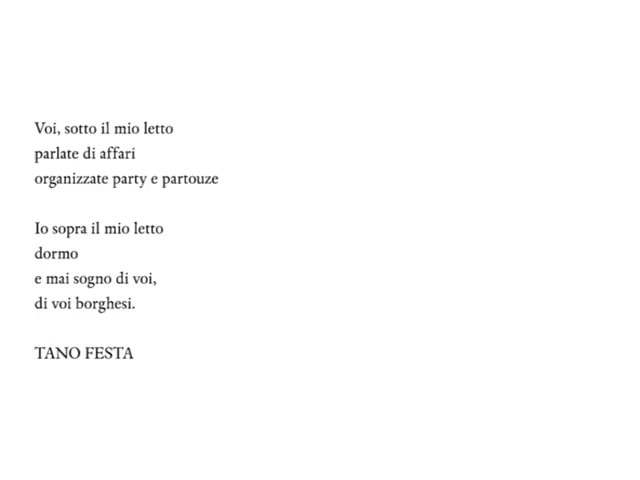 Voi, sotto il mio letto
parlate di affari
organizzate party e partouze
Io sopra il mio letto
dormo
e mai sogno di voi,
di voi borghesi.
TANO FESTA